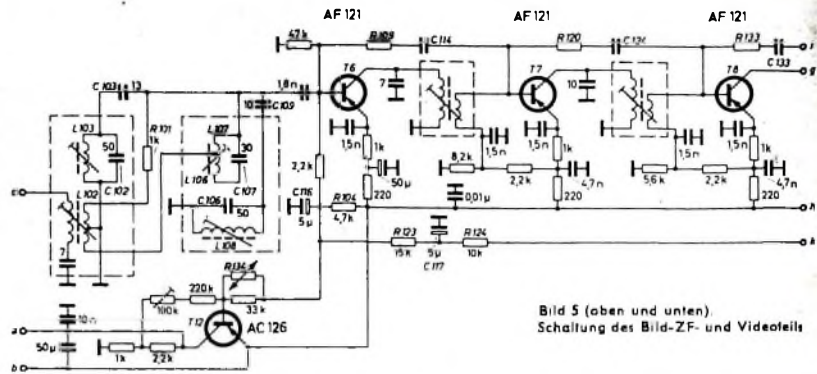 AF 121 AF 121 AF 121
47k R109 C114 R120 C124 R133
C133
i
g
T6 T7 T8
C103 13 1,8n 7 10
10 C109
L103 50 R101 1k L107 30
C102 L106 C107
L102 C106 50
L108
7
1,5n 1k 1,5n 1,5n 1k 1,5n 1k
50µ 8,2k 2,2k 4,7n 5,6k 2,2k 4,7n
2,2k
C116 R104 220 0,01µ 220 220
5µ 4,7k
h
R123 5µ R124
15k C117 10k
k
R134
100k 220k 33k
T12 AC 126
10n
a
50µ 1k 2,2k
b
Bild 5 (oben und unten).
Schaltung des Bild-ZF- und Videoteils